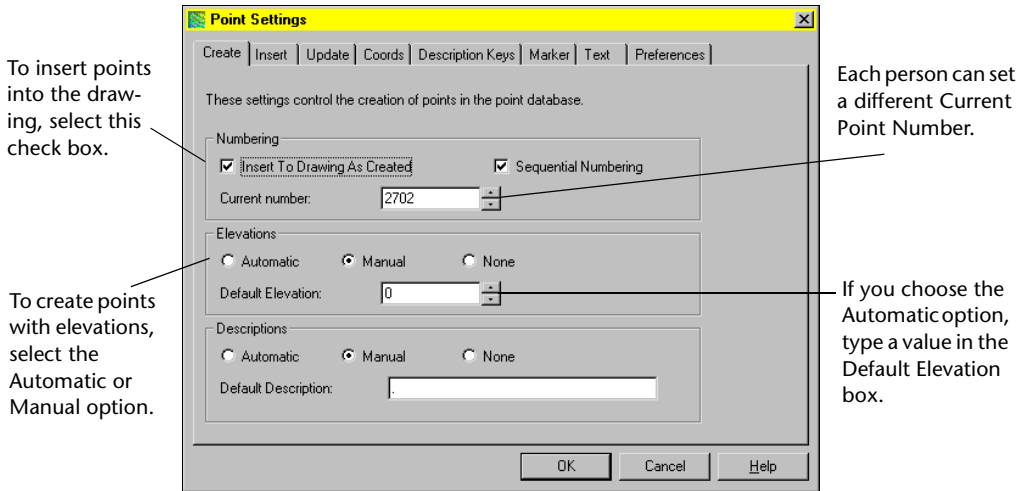 Point Settings
Create Insert Update Coords Description Keys Marker Text Preferences
These settings control the creation of points in the point database.
Numbering
Insert To Drawing As Created Sequential Numbering
Current number: 2702
Elevations
Automatic Manual None
Default Elevation: 0
Descriptions
Automatic Manual None
Default Description: .
OK Cancel Help
To insert points
into the draw-
ing, select this
check box.
To create points
with elevations,
select the
Automatic or
Manual option.
Each person can set
a different Current
Point Number.
If you choose the
Automatic option,
type a value in the
Default Elevation
box.